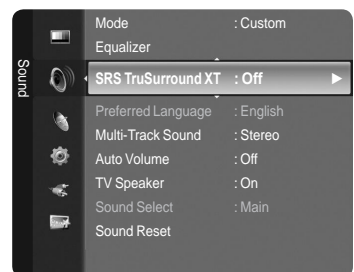 Sound
Mode : Custom
Equalizer
SRS TruSurround XT : Off
Preferred Language : English
Multi-Track Sound : Stereo
Auto Volume : Off
TV Speaker : On
Sound Select : Main
Sound Reset